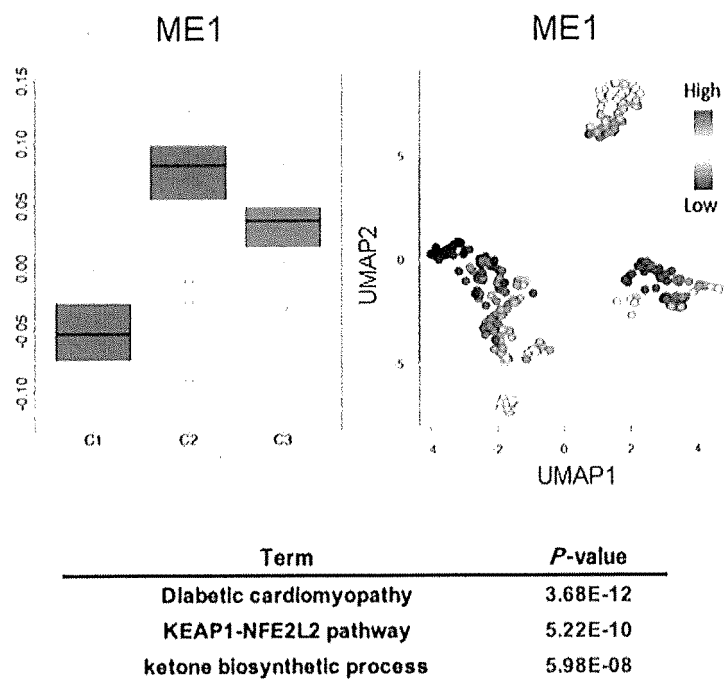 ME1
0.15
0.10
0.05
0.00
-0.05
-0.10
C1 C2 C3
ME1
High
Low
UMAP2
5
0
5
4 -2 0 2 4
UMAP1
Term P-value
Diabetic cardiomyopathy 3.68E-12
KEAP1-NFE2L2 pathway 5.22E-10
ketone biosynthetic process 5.98E-08